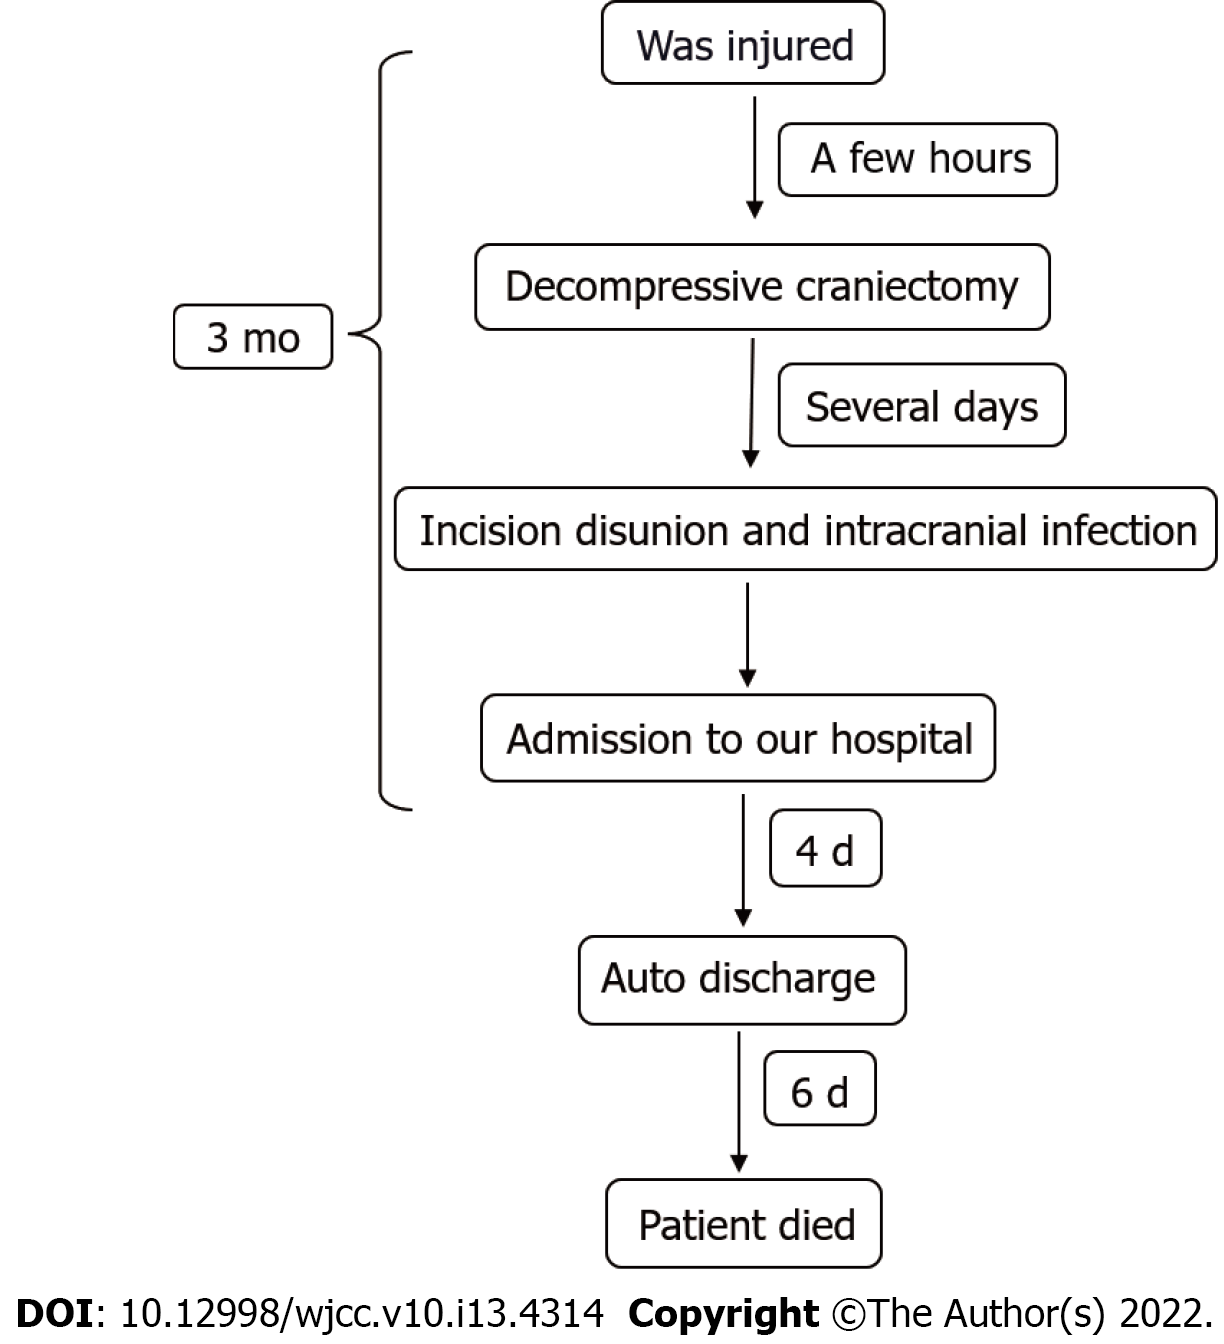 Was injured
A few hours
Decompressive craniectomy
3 mo
Several days
Incision disunion and intracranial infection
Admission to our hospital
4 d
Auto discharge
6 d
Patient died
DOI: 10.12998/wjcc.v10.i13.4314 Copyright ©The Author(s) 2022.